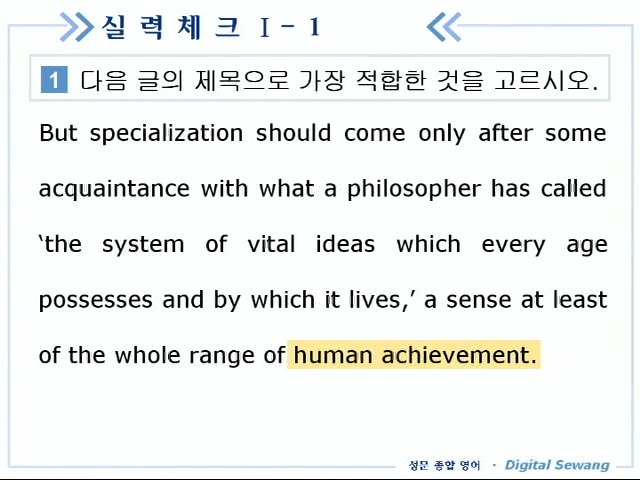 실력체크 I - 1
1 다음 글의 제목으로 가장 적합한 것을 고르시오.
But specialization should come only after some
acquaintance with what a philosopher has called
‘the system of vital ideas which every age
possesses and by which it lives,’ a sense at least
of the whole range of human achievement.
정문 종합 영어 · Digital Sewang